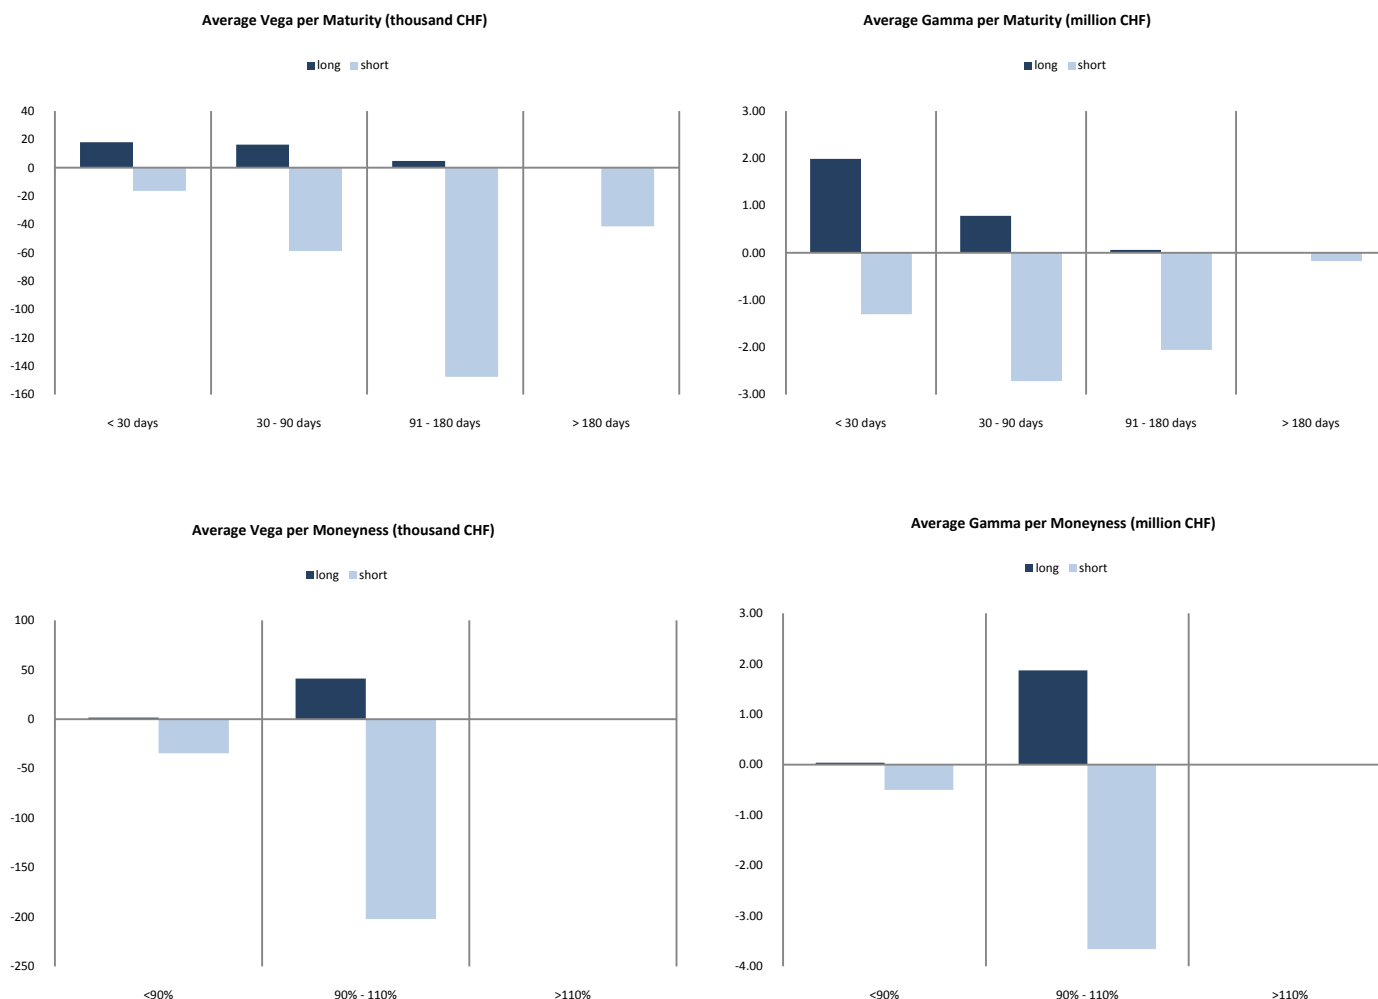 Average Vega per Maturity (thousand CHF)
long short
40
20
0
-20
-40
-60
-80
-100
-120
-140
-160
< 30 days 30 - 90 days 91 - 180 days > 180 days
Average Gamma per Maturity (million CHF)
long short
3.00
2.00
1.00
0.00
-1.00
-2.00
-3.00
< 30 days 30 - 90 days 91 - 180 days > 180 days
Average Vega per Moneyness (thousand CHF)
long short
100
50
0
-50
-100
-150
-200
-250
<90% 90% - 110% >110%
Average Gamma per Moneyness (million CHF)
long short
3.00
2.00
1.00
0.00
-1.00
-2.00
-3.00
-4.00
<90% 90% - 110% >110%